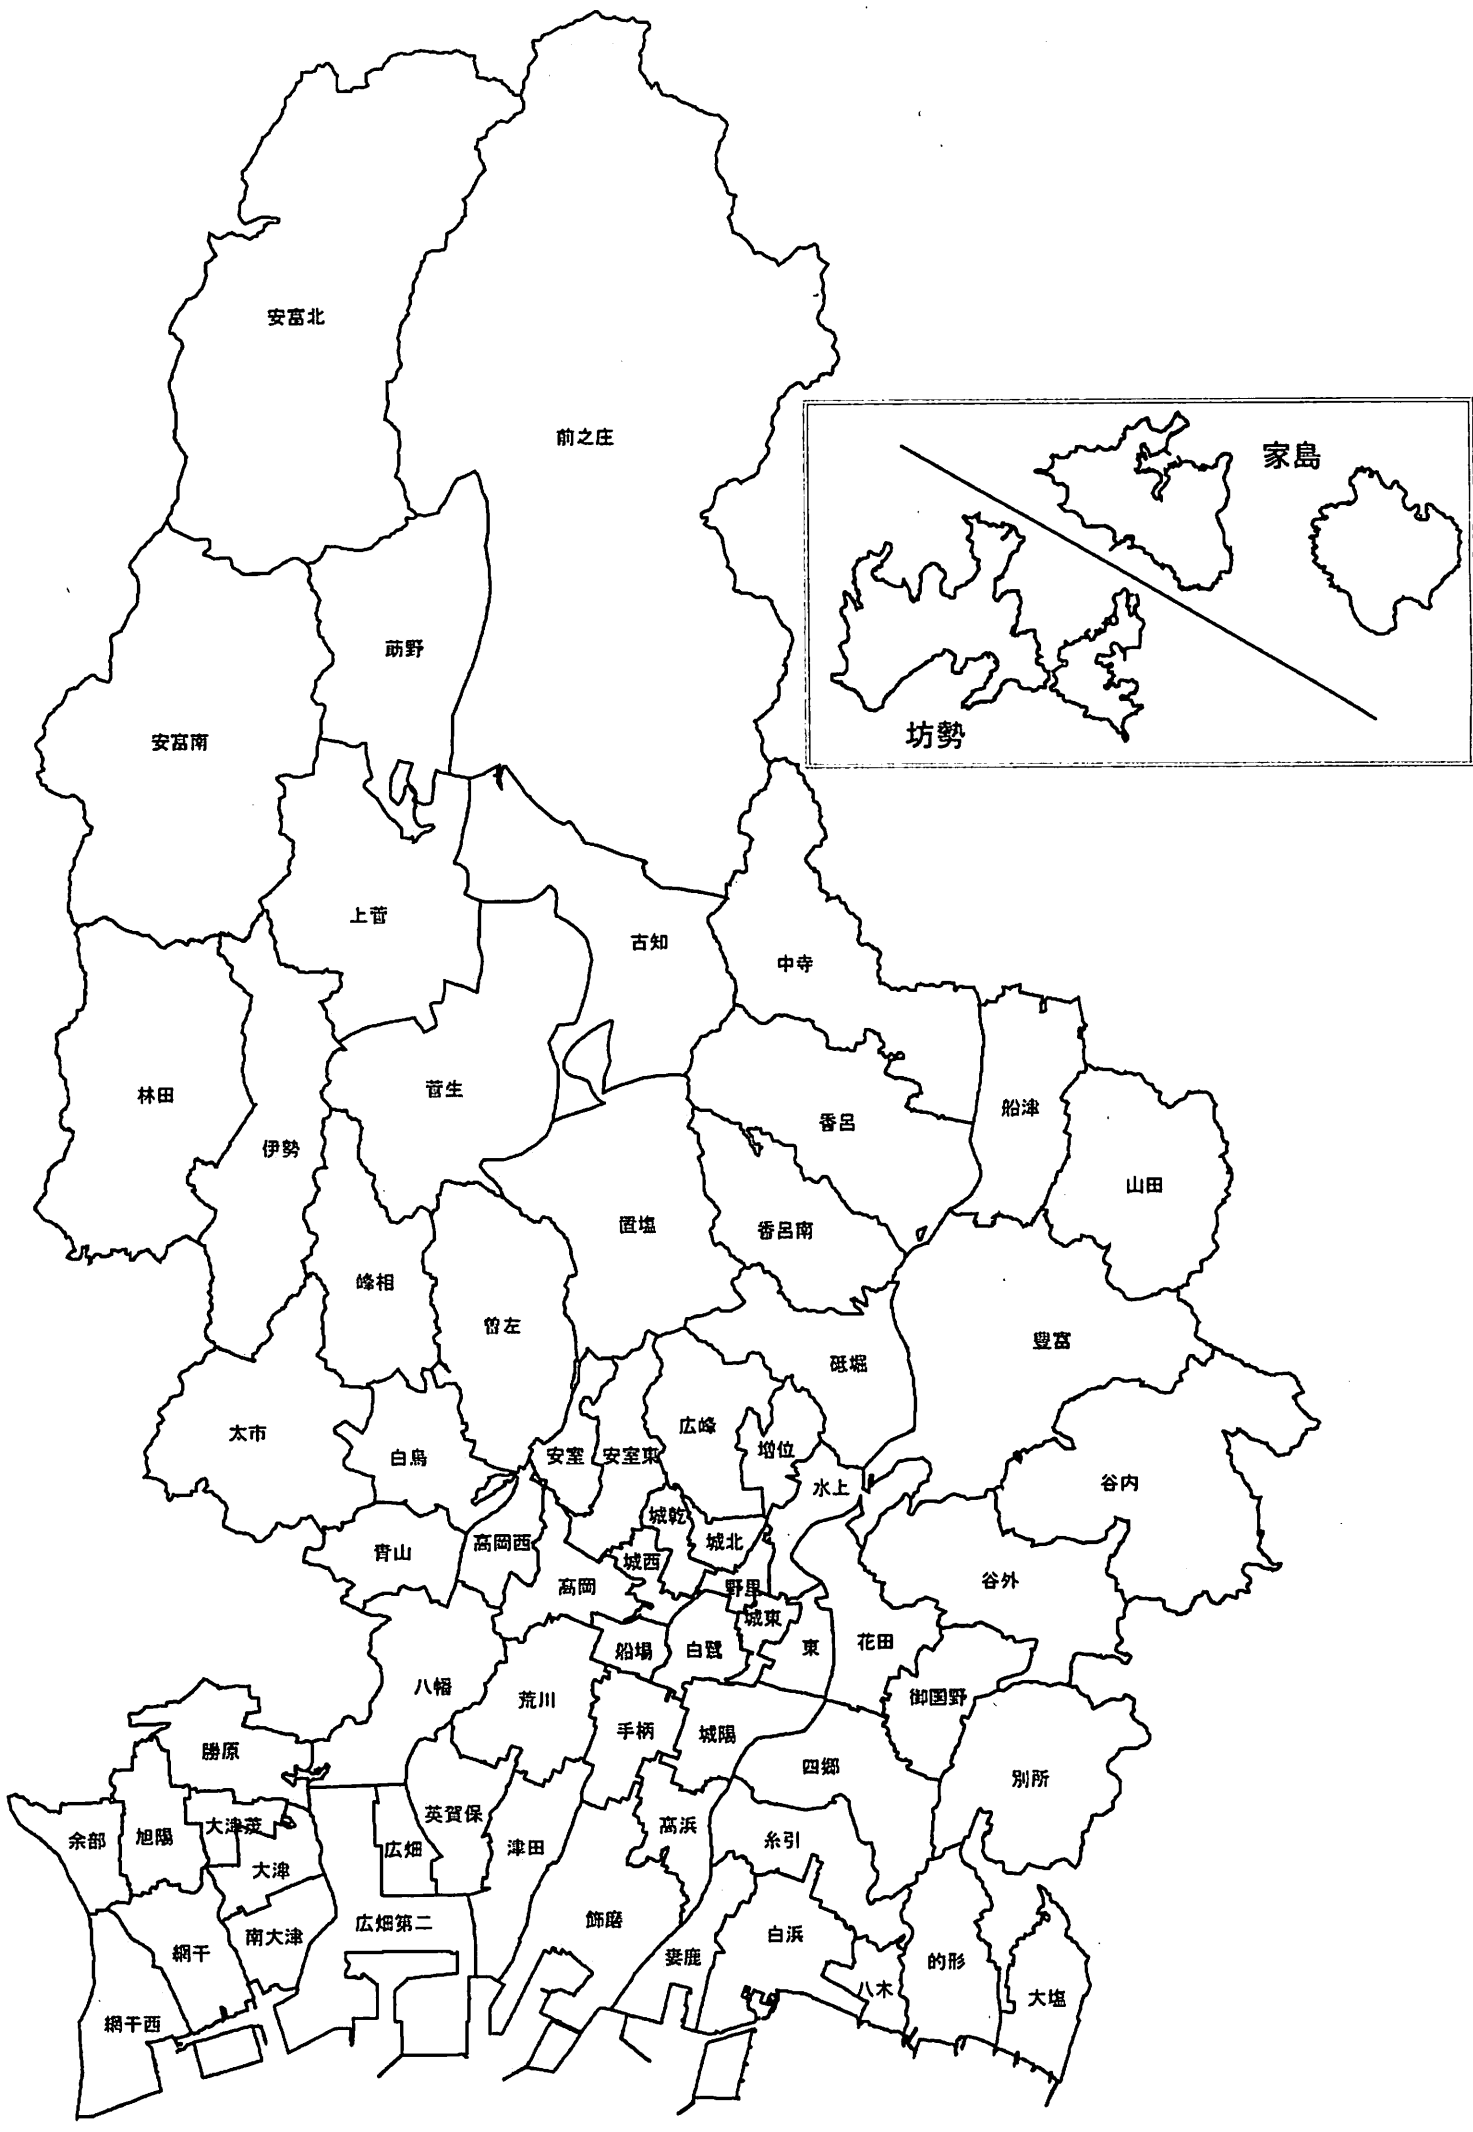 安富北
前之庄
家島
坊勢
莇野
安富南
上菅
古知
中寺
林田
菅生
伊勢
香呂
船津
山田
置塩
香呂南
峰相
曽左
豊富
砥堀
太市
白鳥
安室
安室東
広峰
増位
水上
谷内
城乾
城北
青山
高岡西
城西
高岡
野里
谷外
城東
船場
白鷺
東
花田
八幡
荒川
御国野
手柄
城陽
勝原
四郷
別所
余部
旭陽
大津茂
英賀保
広畑
津田
高浜
糸引
大津
網干
南大津
広畑第二
飾磨
妻鹿
白浜
的形
八木
大塩
網干西